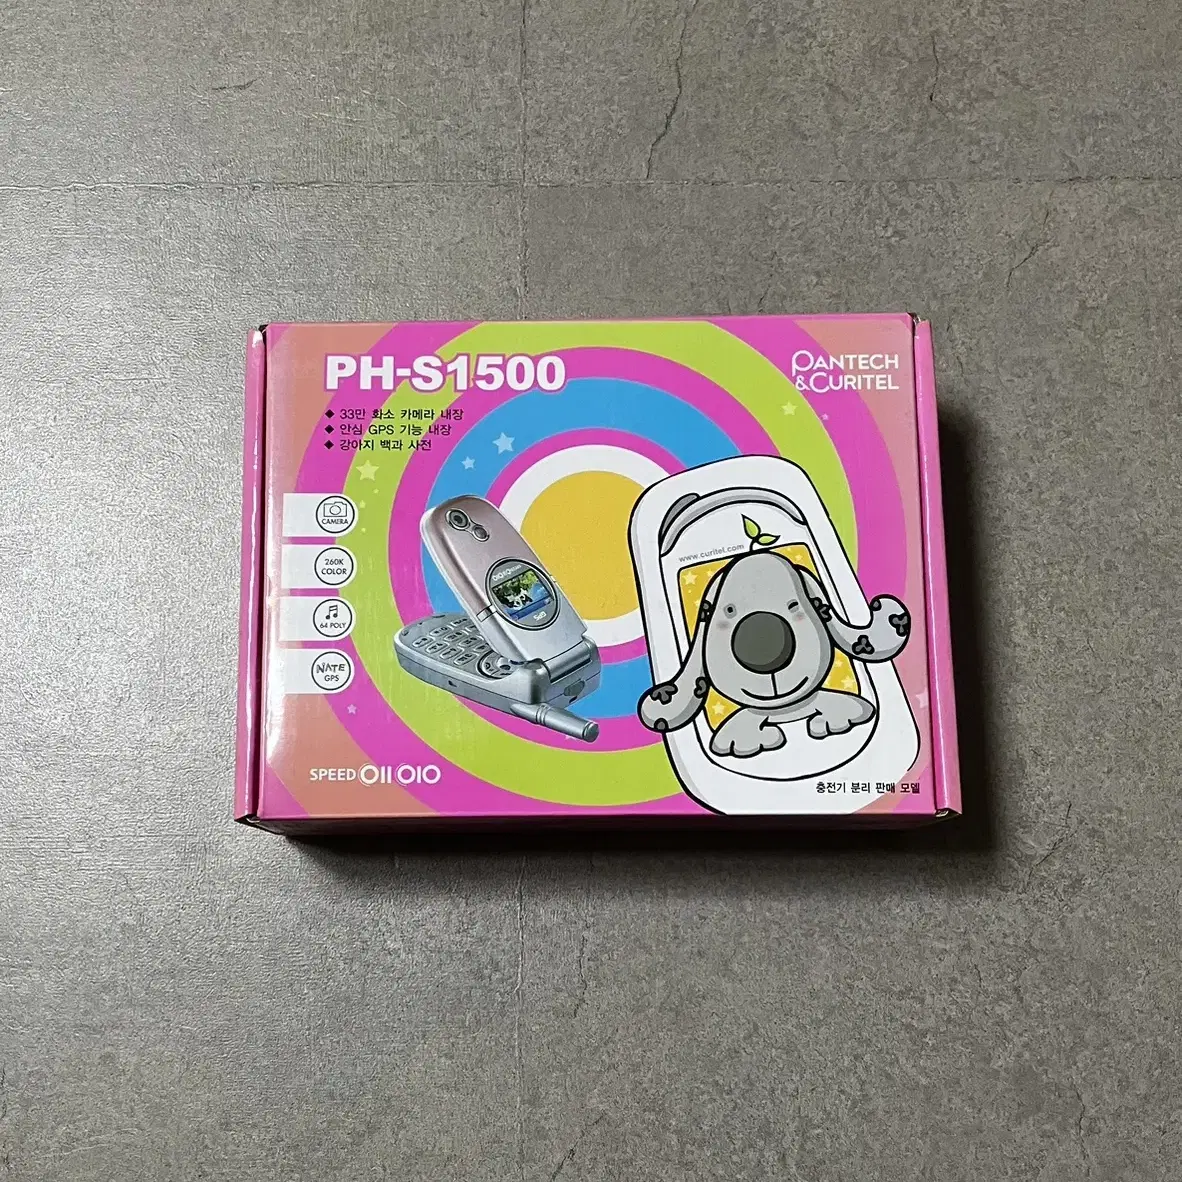 PH-S1500
PANTECH
&CURITEL
◆ 33만 화소 카메라 내장
◆ 안심 GPS 기능 내장
◆ 강아지 백과 사전
CAMERA
260K
COLOR
64 POLY
NATE
GPS
www.curitel.com
SPEED 011 010
충전기 분리 판매 모델